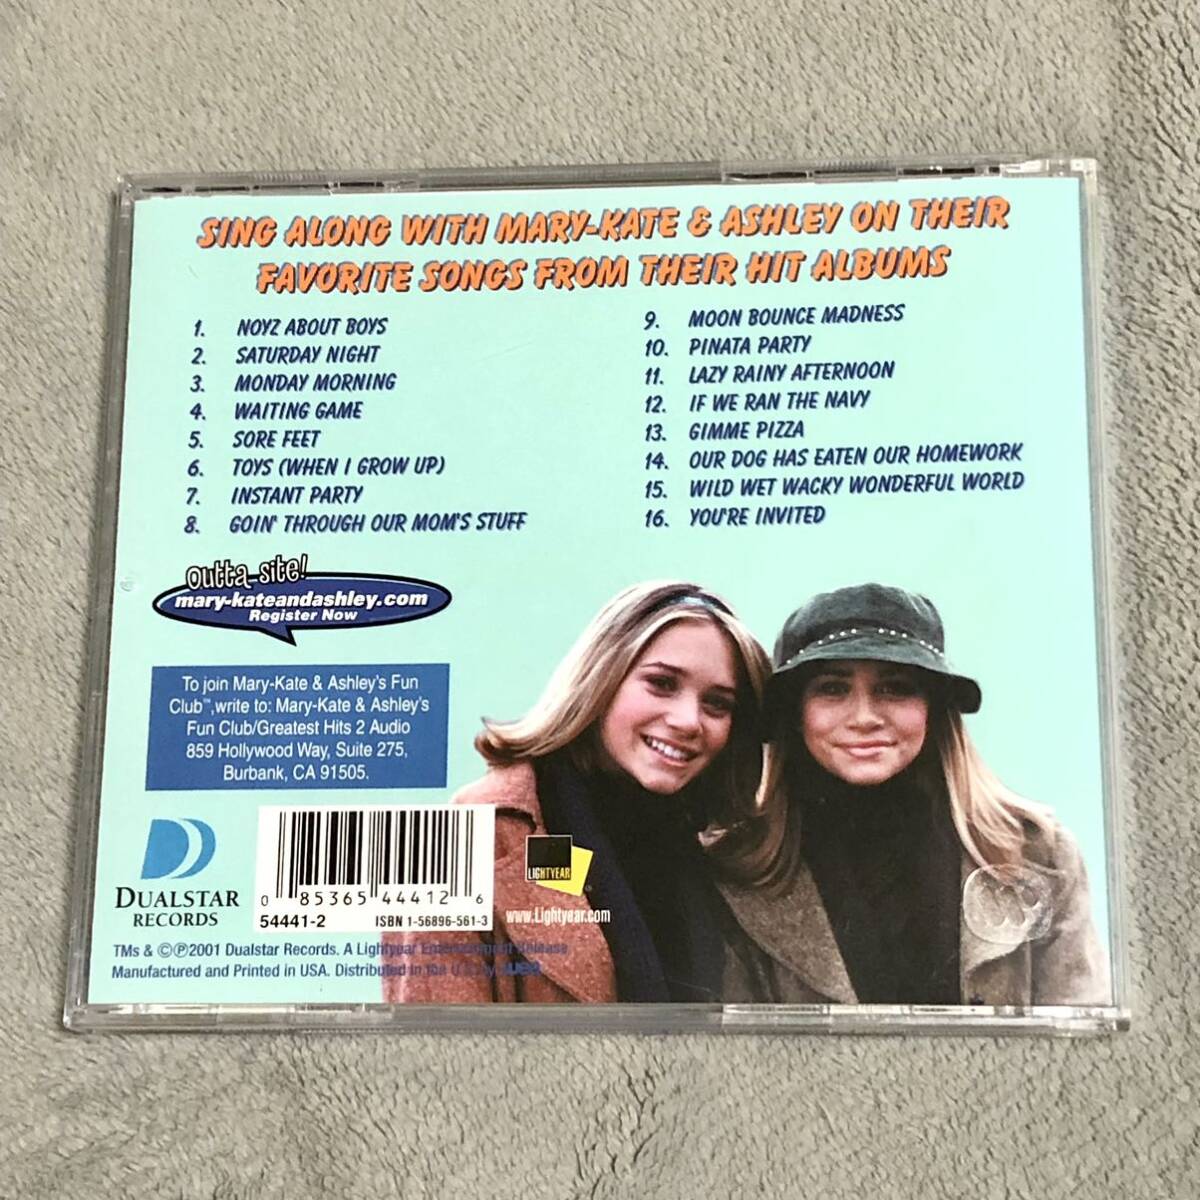 SING ALONG WITH MARY-KATE & ASHLEY ON THEIR
FAVORITE SONGS FROM THEIR HIT ALBUMS
1. NOYZ ABOUT BOYS
2. SATURDAY NIGHT
3. MONDAY MORNING
4. WAITING GAME
5. SORE FEET
6. TOYS (WHEN I GROW UP)
7. INSTANT PARTY
8. GOIN' THROUGH OUR MOM'S STUFF
9. MOON BOUNCE MADNESS
10. PINATA PARTY
11. LAZY RAINY AFTERNOON
12. IF WE RAN THE NAVY
13. GIMME PIZZA
14. OUR DOG HAS EATEN OUR HOMEWORK
15. WILD WET WACKY WONDERFUL WORLD
16. YOU'RE INVITED
Outta site!
mary-kateandashley.com
Register Now
To join Mary-Kate & Ashley's Fun
Club™,write to: Mary-Kate & Ashley's
Fun Club/Greatest Hits 2 Audio
859 Hollywood Way, Suite 275,
Burbank, CA 91505.
DUALSTAR
RECORDS
0 85365 44412 6
54441-2 ISBN 1-56896-561-3
LIGHTYEAR
www.Lightyear.com
TMs & ©℗2001 Dualstar Records. A Lightyear Entertainment Release
Manufactured and Printed in USA. Distributed in the U.S. by wea